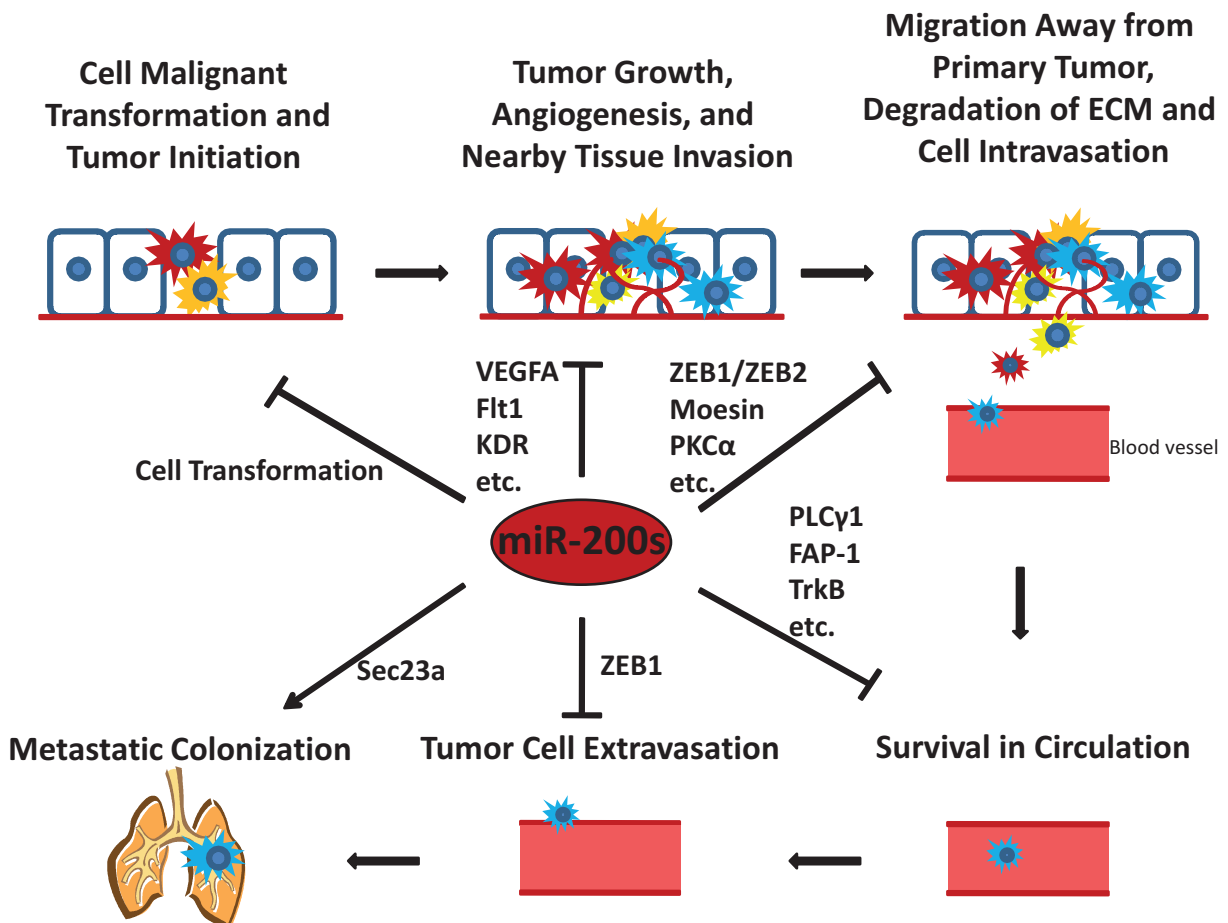 Cell Malignant
Transformation and
Tumor Initiation
Tumor Growth,
Angiogenesis, and
Nearby Tissue Invasion
Migration Away from
Primary Tumor,
Degradation of ECM and
Cell Intravasation
Blood vessel
Cell Transformation
VEGFA
Flt1
KDR
etc.
ZEB1/ZEB2
Moesin
PKCα
etc.
miR-200s
PLCγ1
FAP-1
TrkB
etc.
Sec23a
ZEB1
Metastatic Colonization
Tumor Cell Extravasation
Survival in Circulation